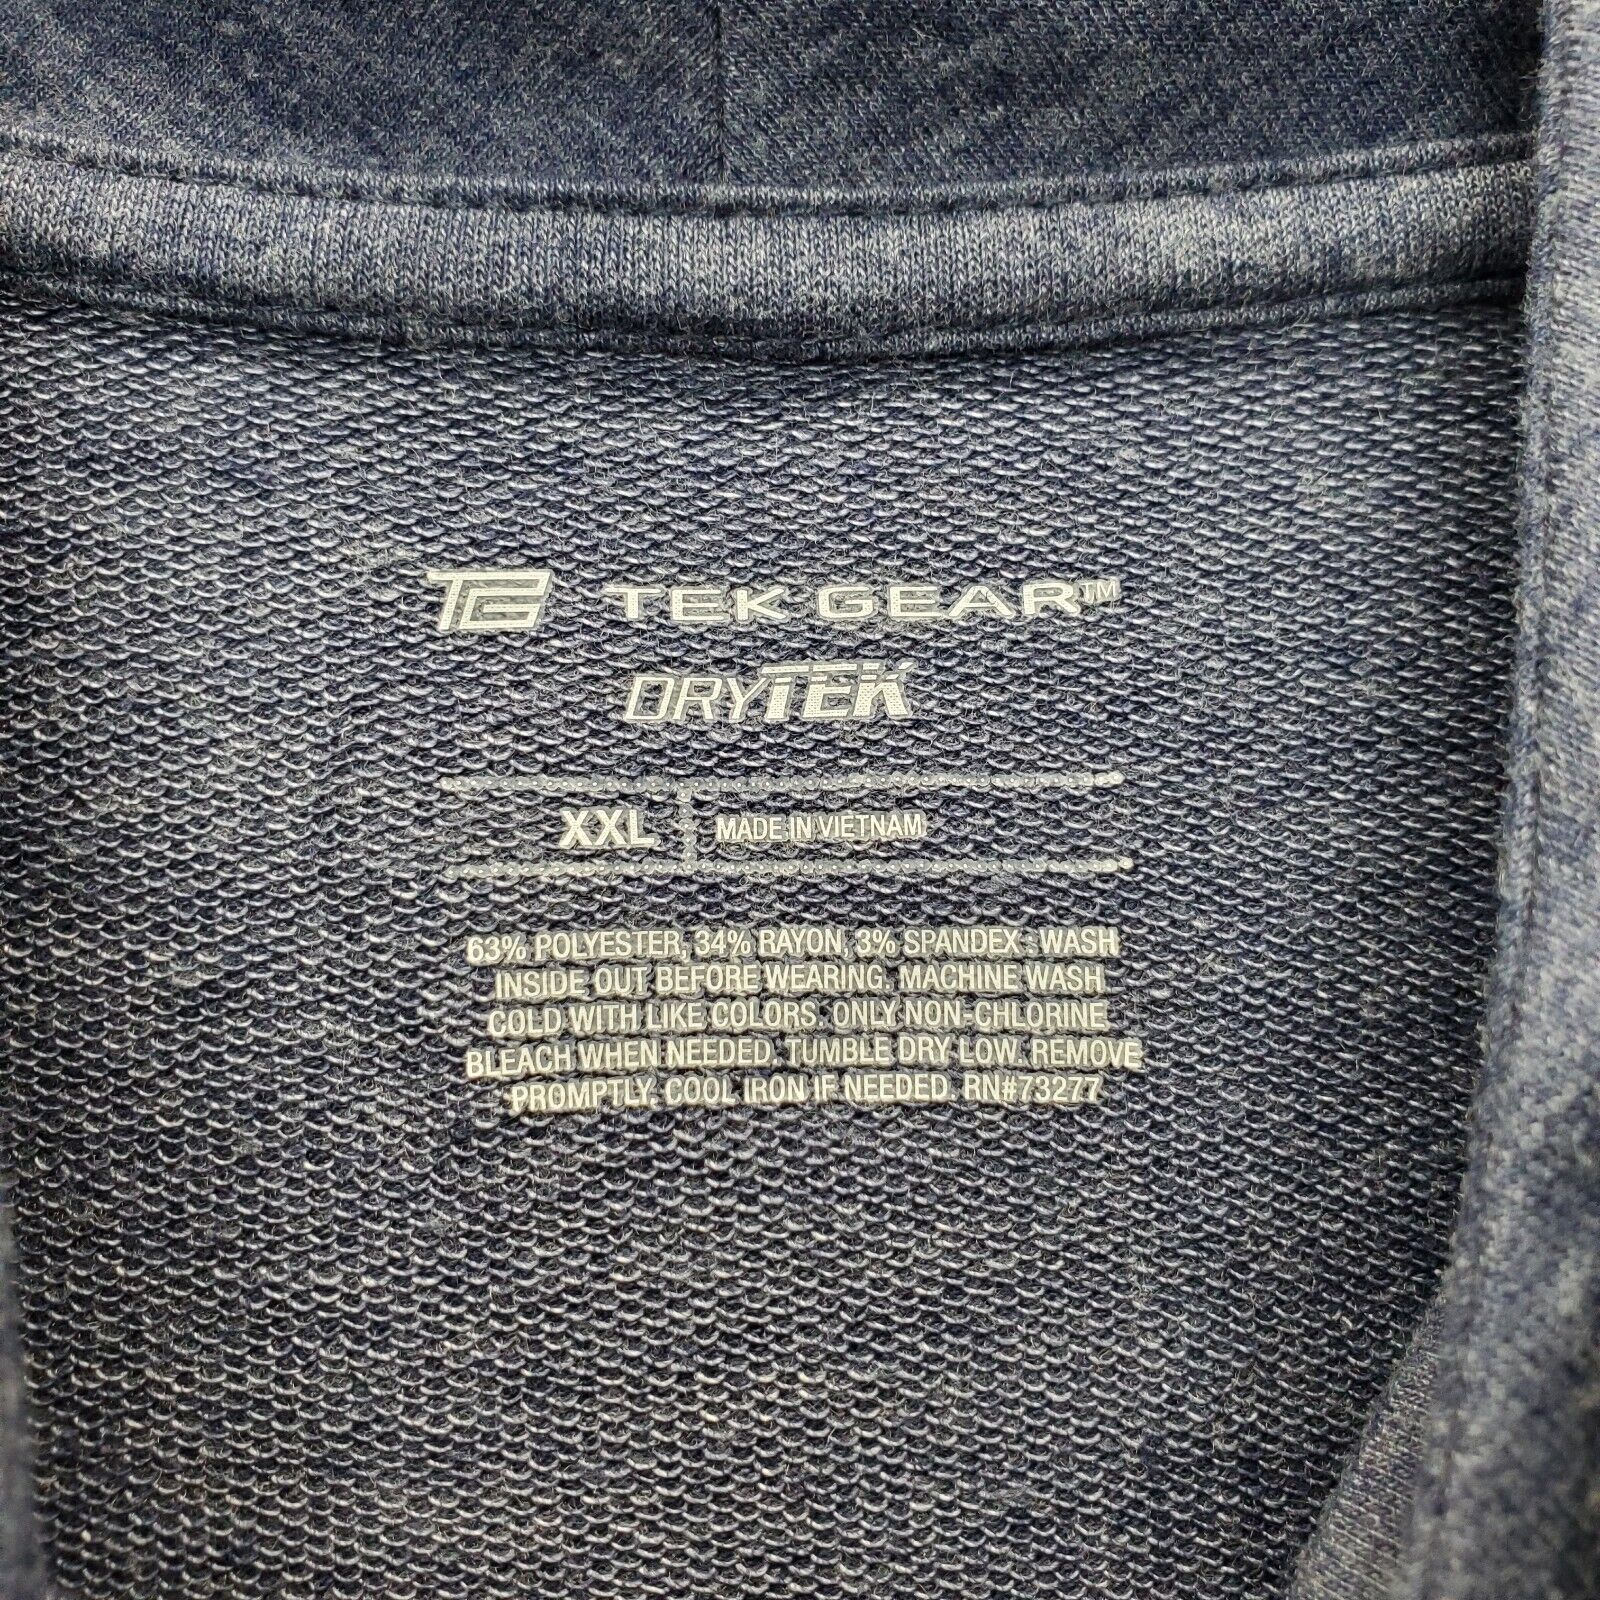 TG TEK GEAR™
DRYTEK
XXL MADE IN VIETNAM
63% POLYESTER, 34% RAYON, 3% SPANDEX : WASH
INSIDE OUT BEFORE WEARING. MACHINE WASH
COLD WITH LIKE COLORS. ONLY NON-CHLORINE
BLEACH WHEN NEEDED. TUMBLE DRY LOW. REMOVE
PROMPTLY. COOL IRON IF NEEDED. RN#73277